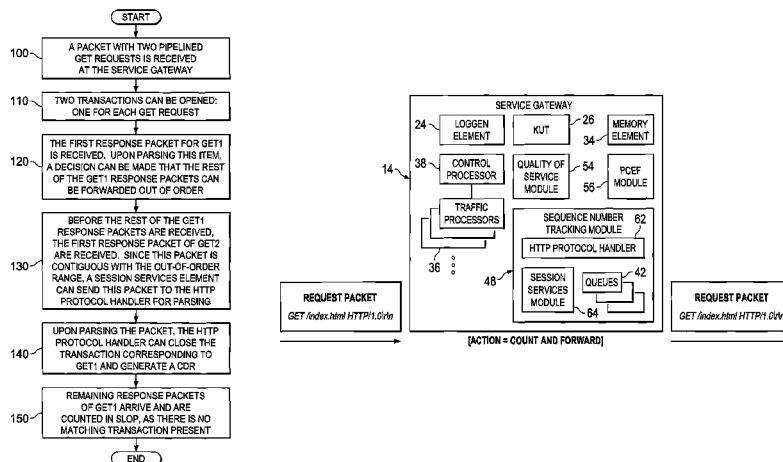 START
100
A PACKET WITH TWO PIPELINED
GET REQUESTS IS RECEIVED
AT THE SERVICE GATEWAY
110
TWO TRANSACTIONS CAN BE OPENED:
ONE FOR EACH GET REQUEST
120
THE FIRST RESPONSE PACKET FOR GET1
IS RECEIVED. UPON PARSING THIS ITEM,
A DECISION CAN BE MADE THAT THE REST
OF THE GET1 RESPONSE PACKETS CAN
BE FORWARDED OUT OF ORDER
130
BEFORE THE REST OF THE GET1
RESPONSE PACKETS ARE RECEIVED,
THE FIRST RESPONSE PACKET OF GET2
ARE RECEIVED. SINCE THIS PACKET IS
CONTIGUOUS WITH THE OUT-OF-ORDER
RANGE, A SESSION SERVICES ELEMENT
CAN SEND THIS PACKET TO THE HTTP
PROTOCOL HANDLER FOR PARSING
140
UPON PARSING THE PACKET, THE HTTP
PROTOCOL HANDLER CAN CLOSE THE
TRANSACTION CORRESPONDING TO
GET1 AND GENERATE A CDR
150
REMAINING RESPONSE PACKETS
OF GET1 ARRIVE AND ARE
COUNTED IN SLOP, AS THERE IS NO
MATCHING TRANSACTION PRESENT
END
REQUEST PACKET
GET /index.html HTTP/1.0\r\n
SERVICE GATEWAY
14
24
LOGGEN
ELEMENT
KUT
26
34
MEMORY
ELEMENT
38
CONTROL
PROCESSOR
QUALITY OF
SERVICE
MODULE
54
56
PCEF
MODULE
TRAFFIC
PROCESSORS
36
SEQUENCE NUMBER
TRACKING MODULE
62
HTTP PROTOCOL HANDLER
48
SESSION
SERVICES
MODULE
64
QUEUES
42
[ACTION = COUNT AND FORWARD]
REQUEST PACKET
GET /index.html HTTP/1.0\r\n